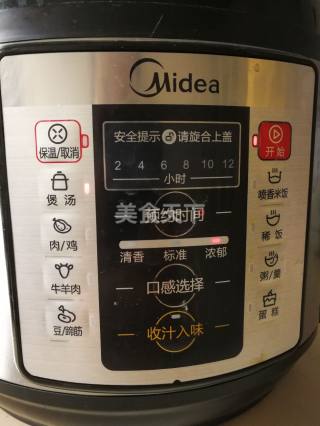 Midea
安全提示 请旋合上盖
2 4 6 8 10 12
小时
预约时间
美食天下
清香 标准 浓郁
口感选择
收汁入味
保温/取消
煲汤
肉/鸡
牛羊肉
豆/蹄筋
开始
喷香米饭
稀饭
粥/羹
蛋糕